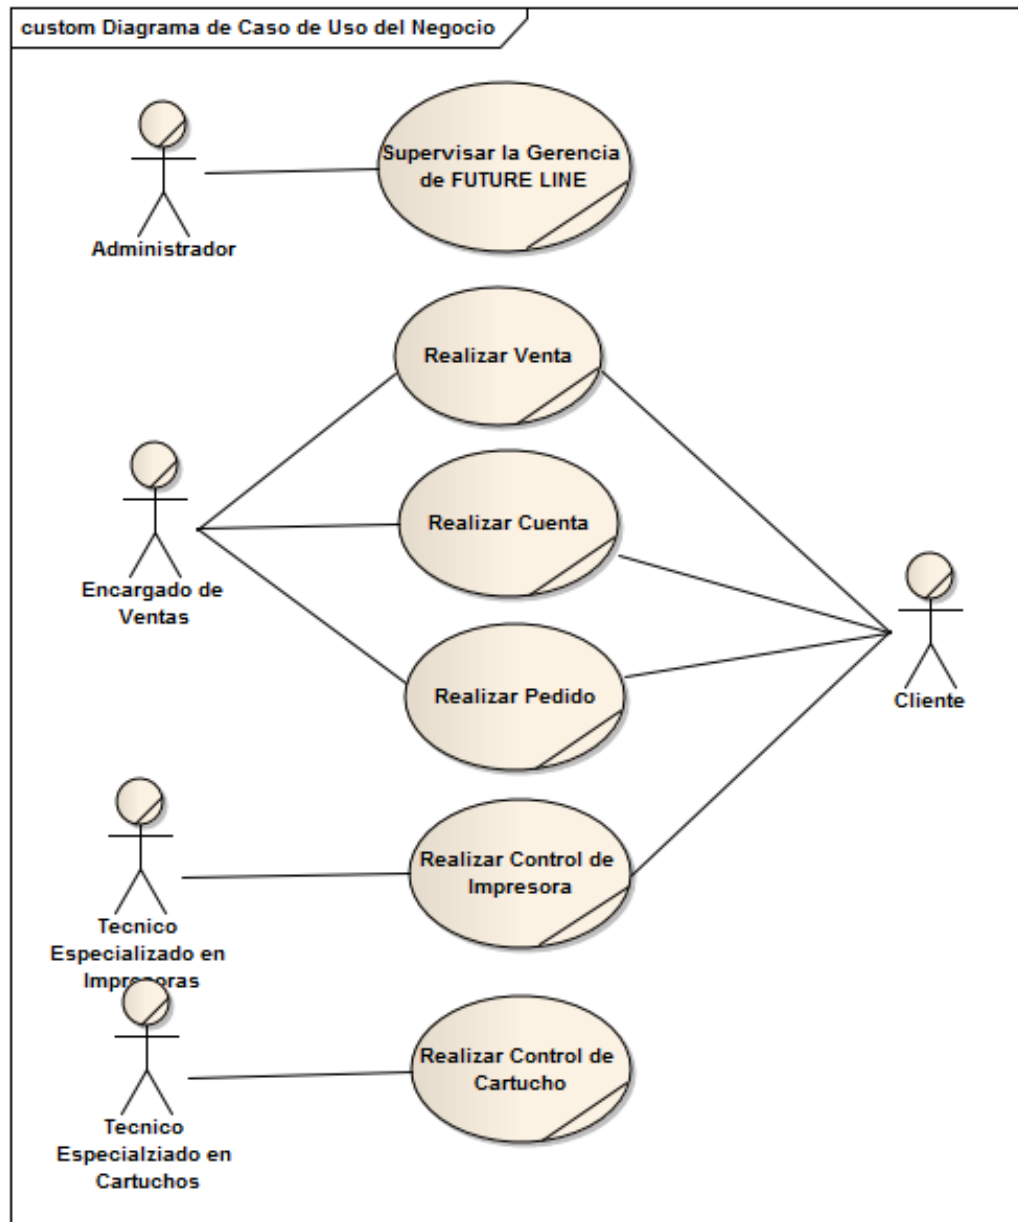 custom Diagrama de Caso de Uso del Negocio
Supervisar la Gerencia
de FUTURE LINE
Administrador
Realizar Venta
Realizar Cuenta
Encargado de
Ventas
Realizar Pedido
Cliente
Realizar Control de
Impresora
Tecnico
Especializado en
Impresoras
Realizar Control de
Cartucho
Tecnico
Especialziado en
Cartuchos